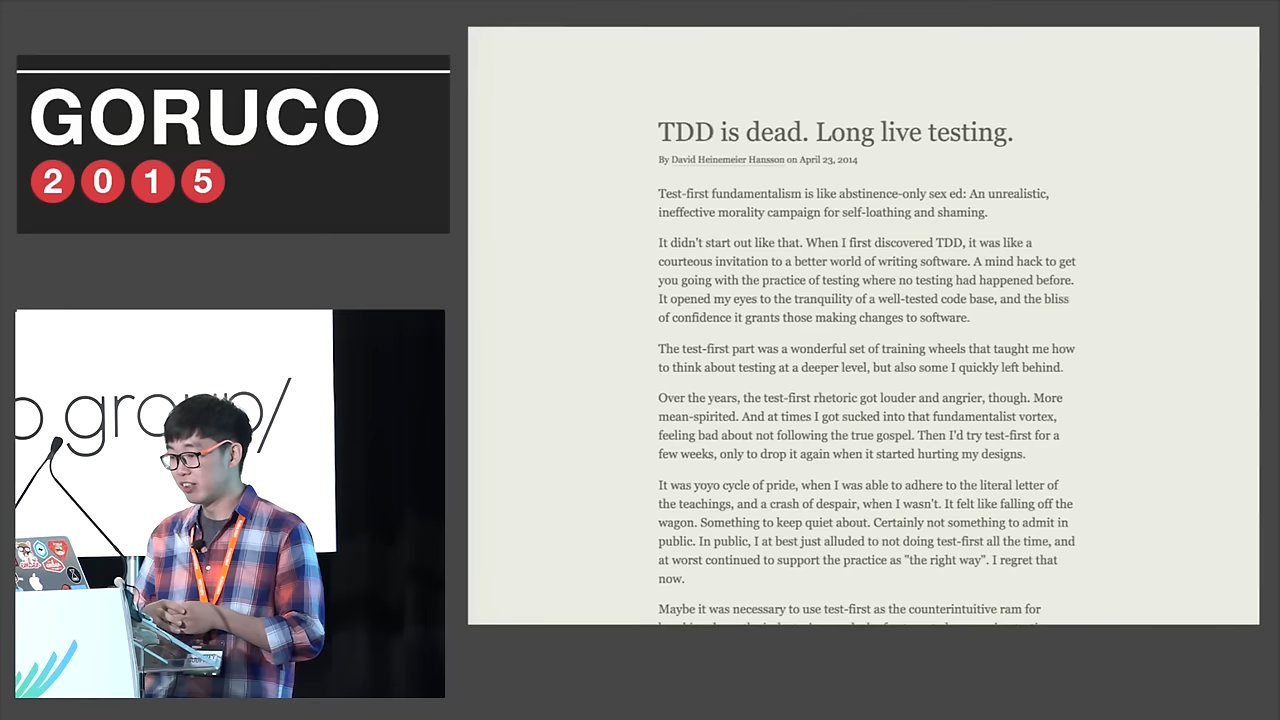 GORUCO
2 0 1 5
group/
TDD is dead. Long live testing.
By David Heinemeier Hansson on April 23, 2014
Test-first fundamentalism is like abstinence-only sex ed: An unrealistic,
ineffective morality campaign for self-loathing and shaming.
It didn't start out like that. When I first discovered TDD, it was like a
courteous invitation to a better world of writing software. A mind hack to get
you going with the practice of testing where no testing had happened before.
It opened my eyes to the tranquility of a well-tested code base, and the bliss
of confidence it grants those making changes to software.
The test-first part was a wonderful set of training wheels that taught me how
to think about testing at a deeper level, but also some I quickly left behind.
Over the years, the test-first rhetoric got louder and angrier, though. More
mean-spirited. And at times I got sucked into that fundamentalist vortex,
feeling bad about not following the true gospel. Then I'd try test-first for a
few weeks, only to drop it again when it started hurting my designs.
It was yoyo cycle of pride, when I was able to adhere to the literal letter of
the teachings, and a crash of despair, when I wasn't. It felt like falling off the
wagon. Something to keep quiet about. Certainly not something to admit in
public. In public, I at best just alluded to not doing test-first all the time, and
at worst continued to support the practice as "the right way". I regret that
now.
Maybe it was necessary to use test-first as the counterintuitive ram for